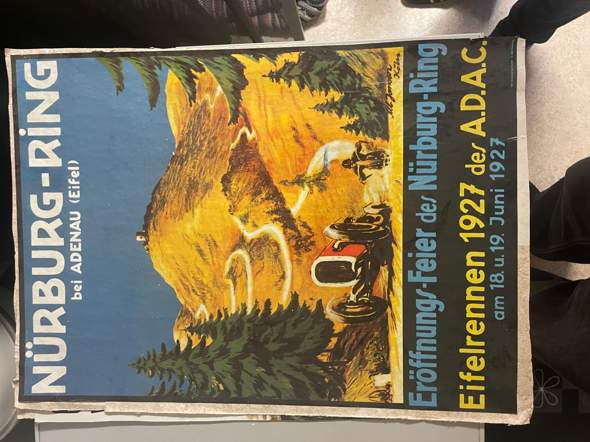 NÜRBURG-RING
bei ADENAU (Eifel)
Eröffnungs-Feier des Nürburg-Ring
Eifelrennen 1927 des A.D.A.C.
am 18. u. 19. Juni 1927